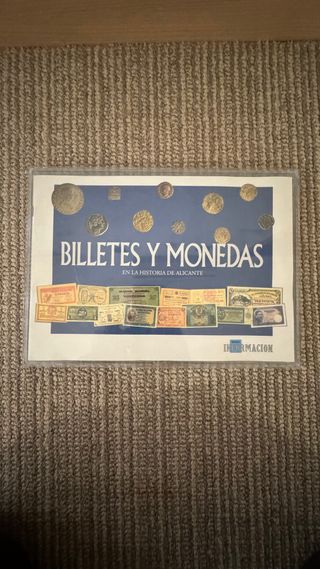 BILLETES Y MONEDAS
EN LA HISTORIA DE ALICANTE
INFORMACION